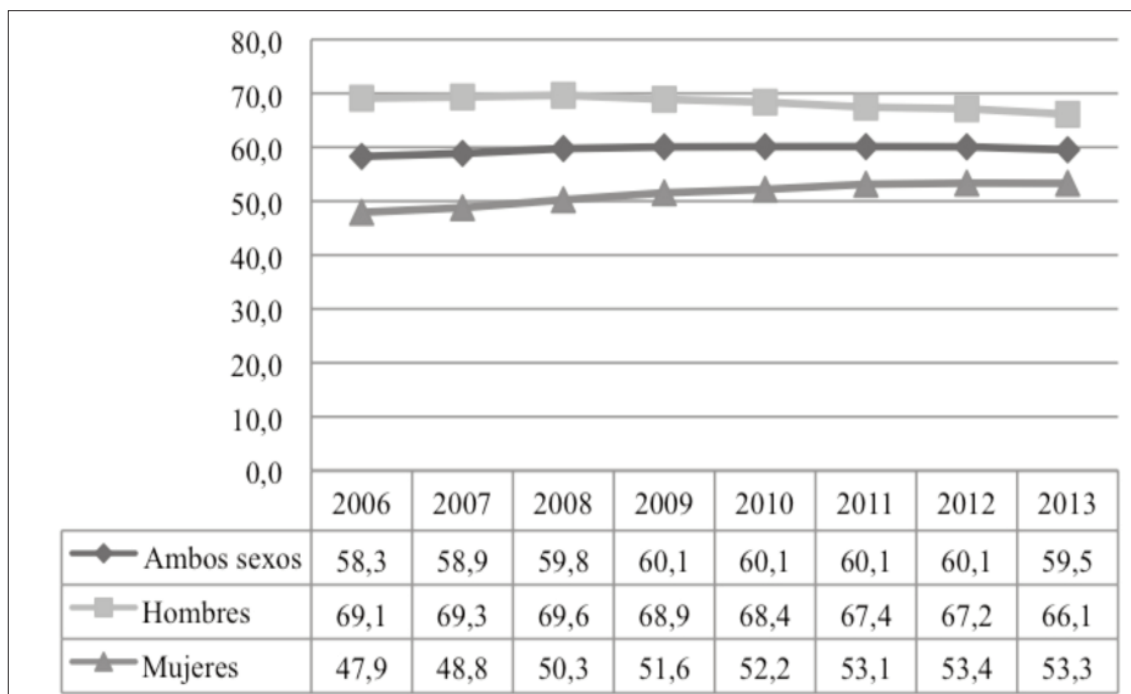 80,0
70,0
60,0
50,0
40,0
30,0
20,0
10,0
0,0
2006 2007 2008 2009 2010 2011 2012 2013
Ambos sexos 58,3 58,9 59,8 60,1 60,1 60,1 60,1 59,5
Hombres 69,1 69,3 69,6 68,9 68,4 67,4 67,2 66,1
Mujeres 47,9 48,8 50,3 51,6 52,2 53,1 53,4 53,3